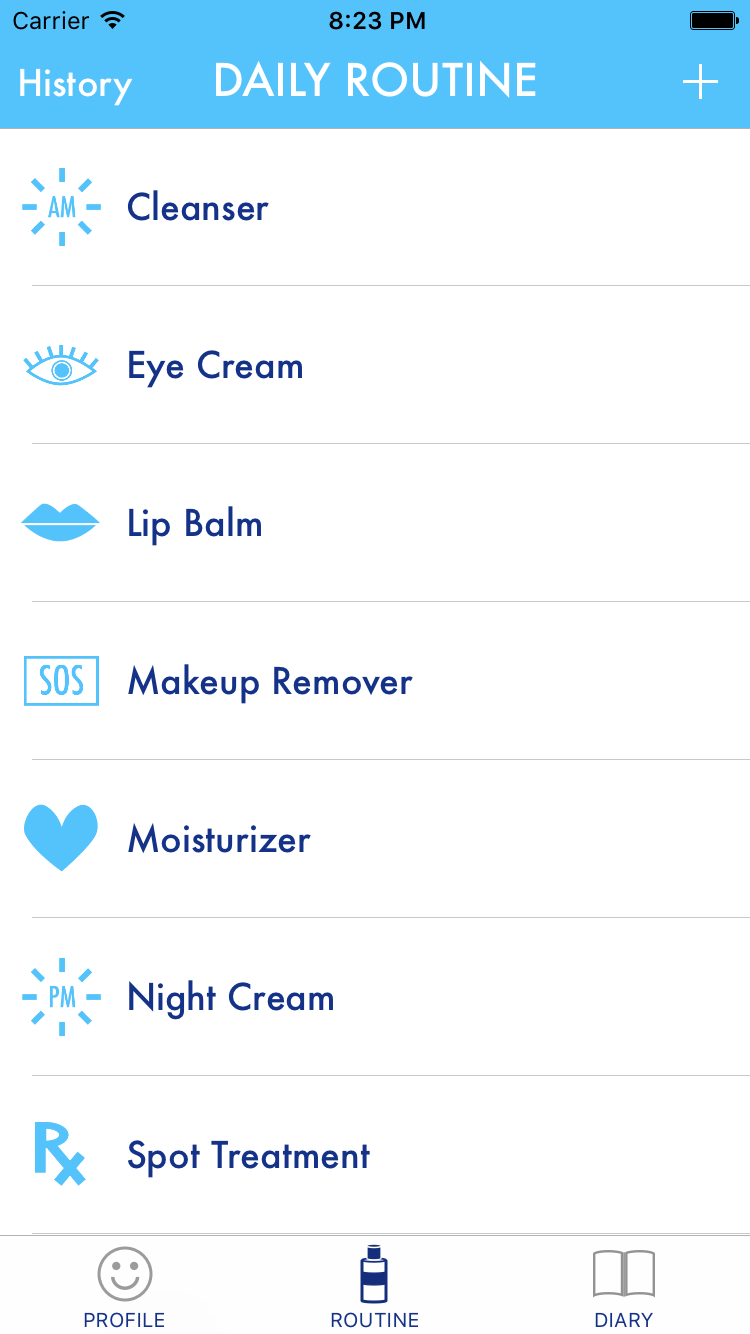 Carrier 8:23 PM
History DAILY ROUTINE +
AM Cleanser
Eye Cream
Lip Balm
SOS Makeup Remover
Moisturizer
PM Night Cream
Rx Spot Treatment
PROFILE ROUTINE DIARY